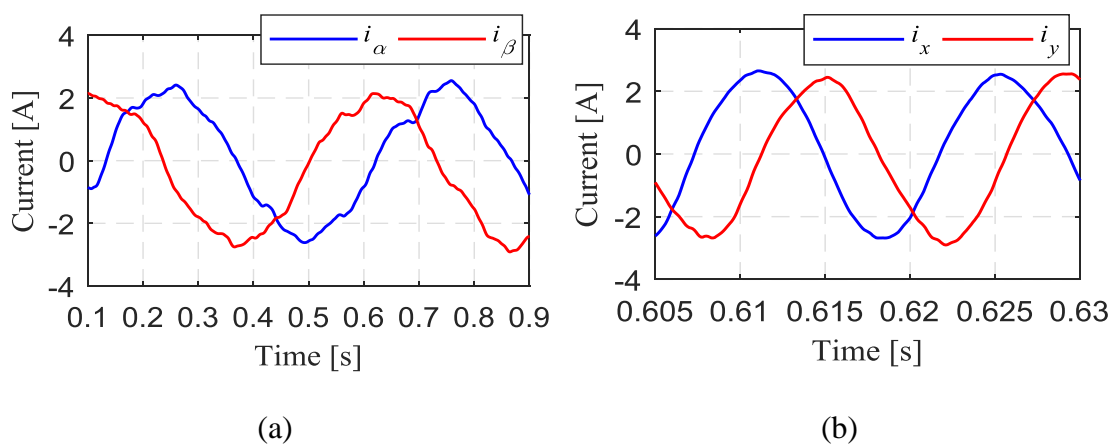 i_α i_β
Current [A]
4
2
0
-2
-4
0.1 0.2 0.3 0.4 0.5 0.6 0.7 0.8 0.9
Time [s]
(a)
i_x i_y
Current [A]
4
2
0
-2
-4
0.605 0.61 0.615 0.62 0.625 0.63
Time [s]
(b)